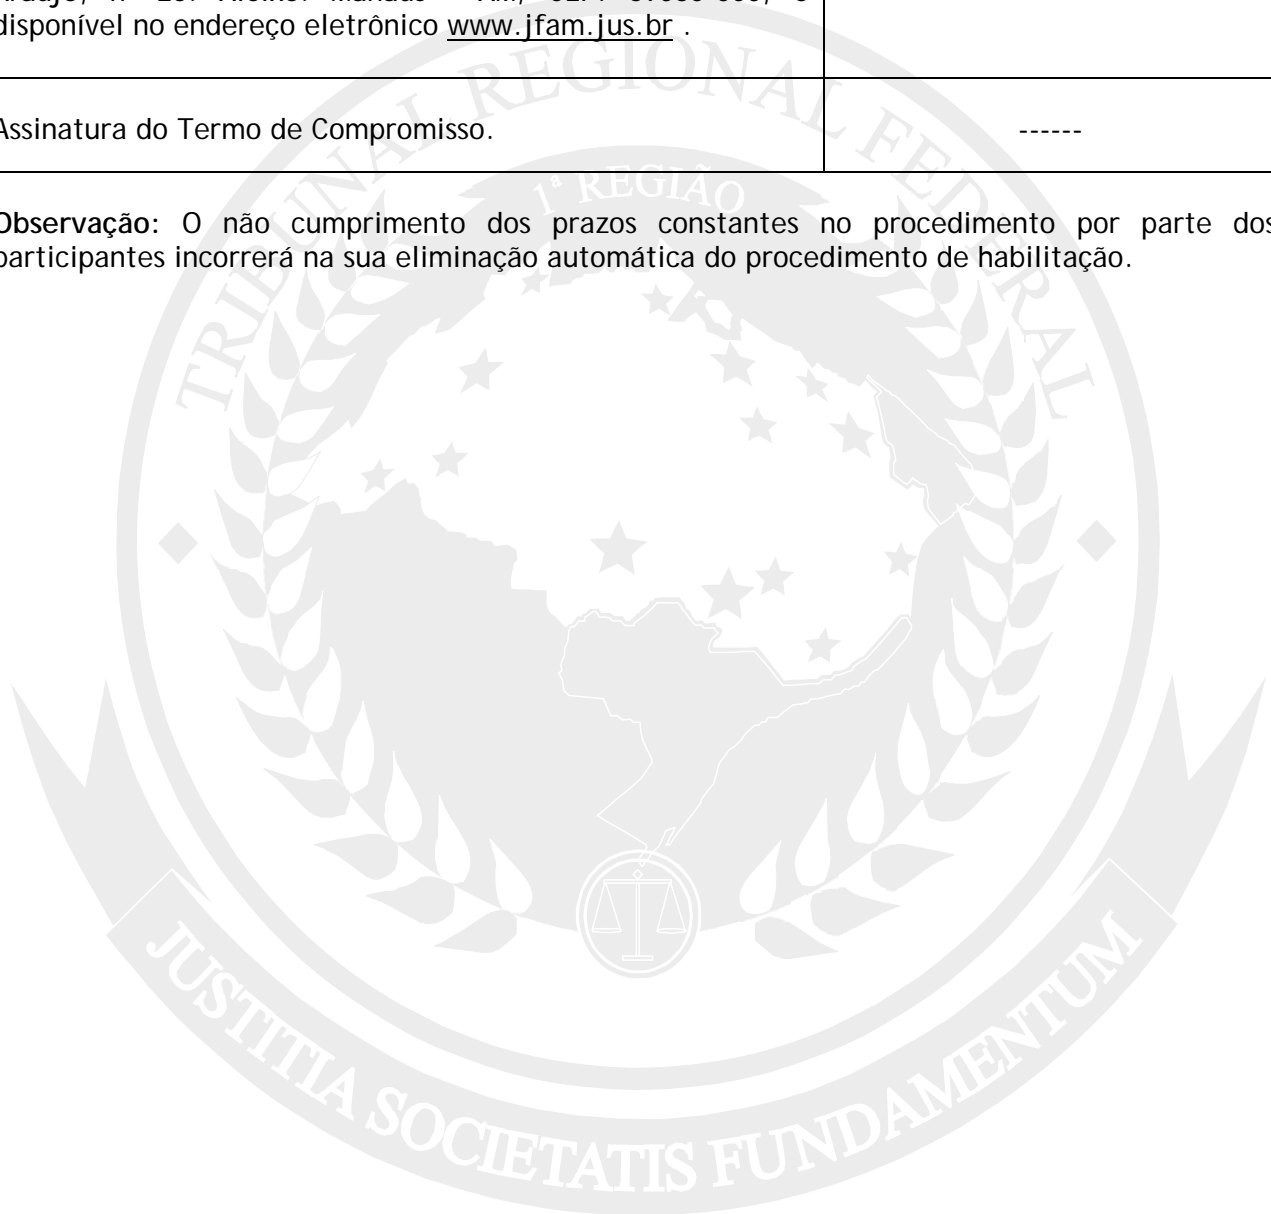 disponível no endereço eletrônico www.jfam.jus.br .
Assinatura do Termo de Compromisso.
------
Observação: O não cumprimento dos prazos constantes no procedimento por parte dos
participantes incorrerá na sua eliminação automática do procedimento de habilitação.
TRIBUNAL REGIONAL FEDERAL
1ª REGIÃO
JUSTITIA SOCIETATIS FUNDAMENTUM